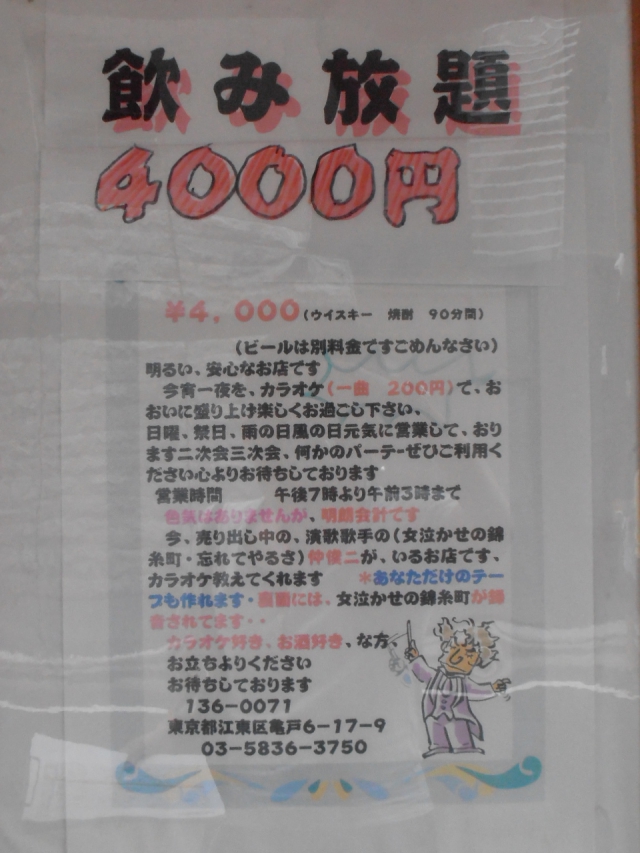 飲み放題
4000円
¥4,000(ウイスキー 焼酎 90分間)
(ビールは別料金ですごめんなさい)
明るい、安心なお店です
今宵一夜を、カラオケ(一曲 200円)で、お
おいに盛り上げ楽しくお過ごし下さい、
日曜、祭日、雨の日風の日元気に営業して、おり
ます二次会三次会、何かのパーテーぜひご利用く
ださい心よりお待ちしております
営業時間 午後7時より午前3時まで
色気はありませんが、明朗会計です
今、売り出し中の、演歌歌手の(女泣かせの錦
糸町・忘れてやるさ)仲俊二が、いるお店です、
カラオケ教えてくれます *あなただけのテー
プも作れます・裏面には、女泣かせの錦糸町が録
音されてます・・
カラオケ好き、お酒好き、な方、
お立ちよりください
お待ちしております
136-0071
東京都江東区亀戸6-17-9
03-5836-3750